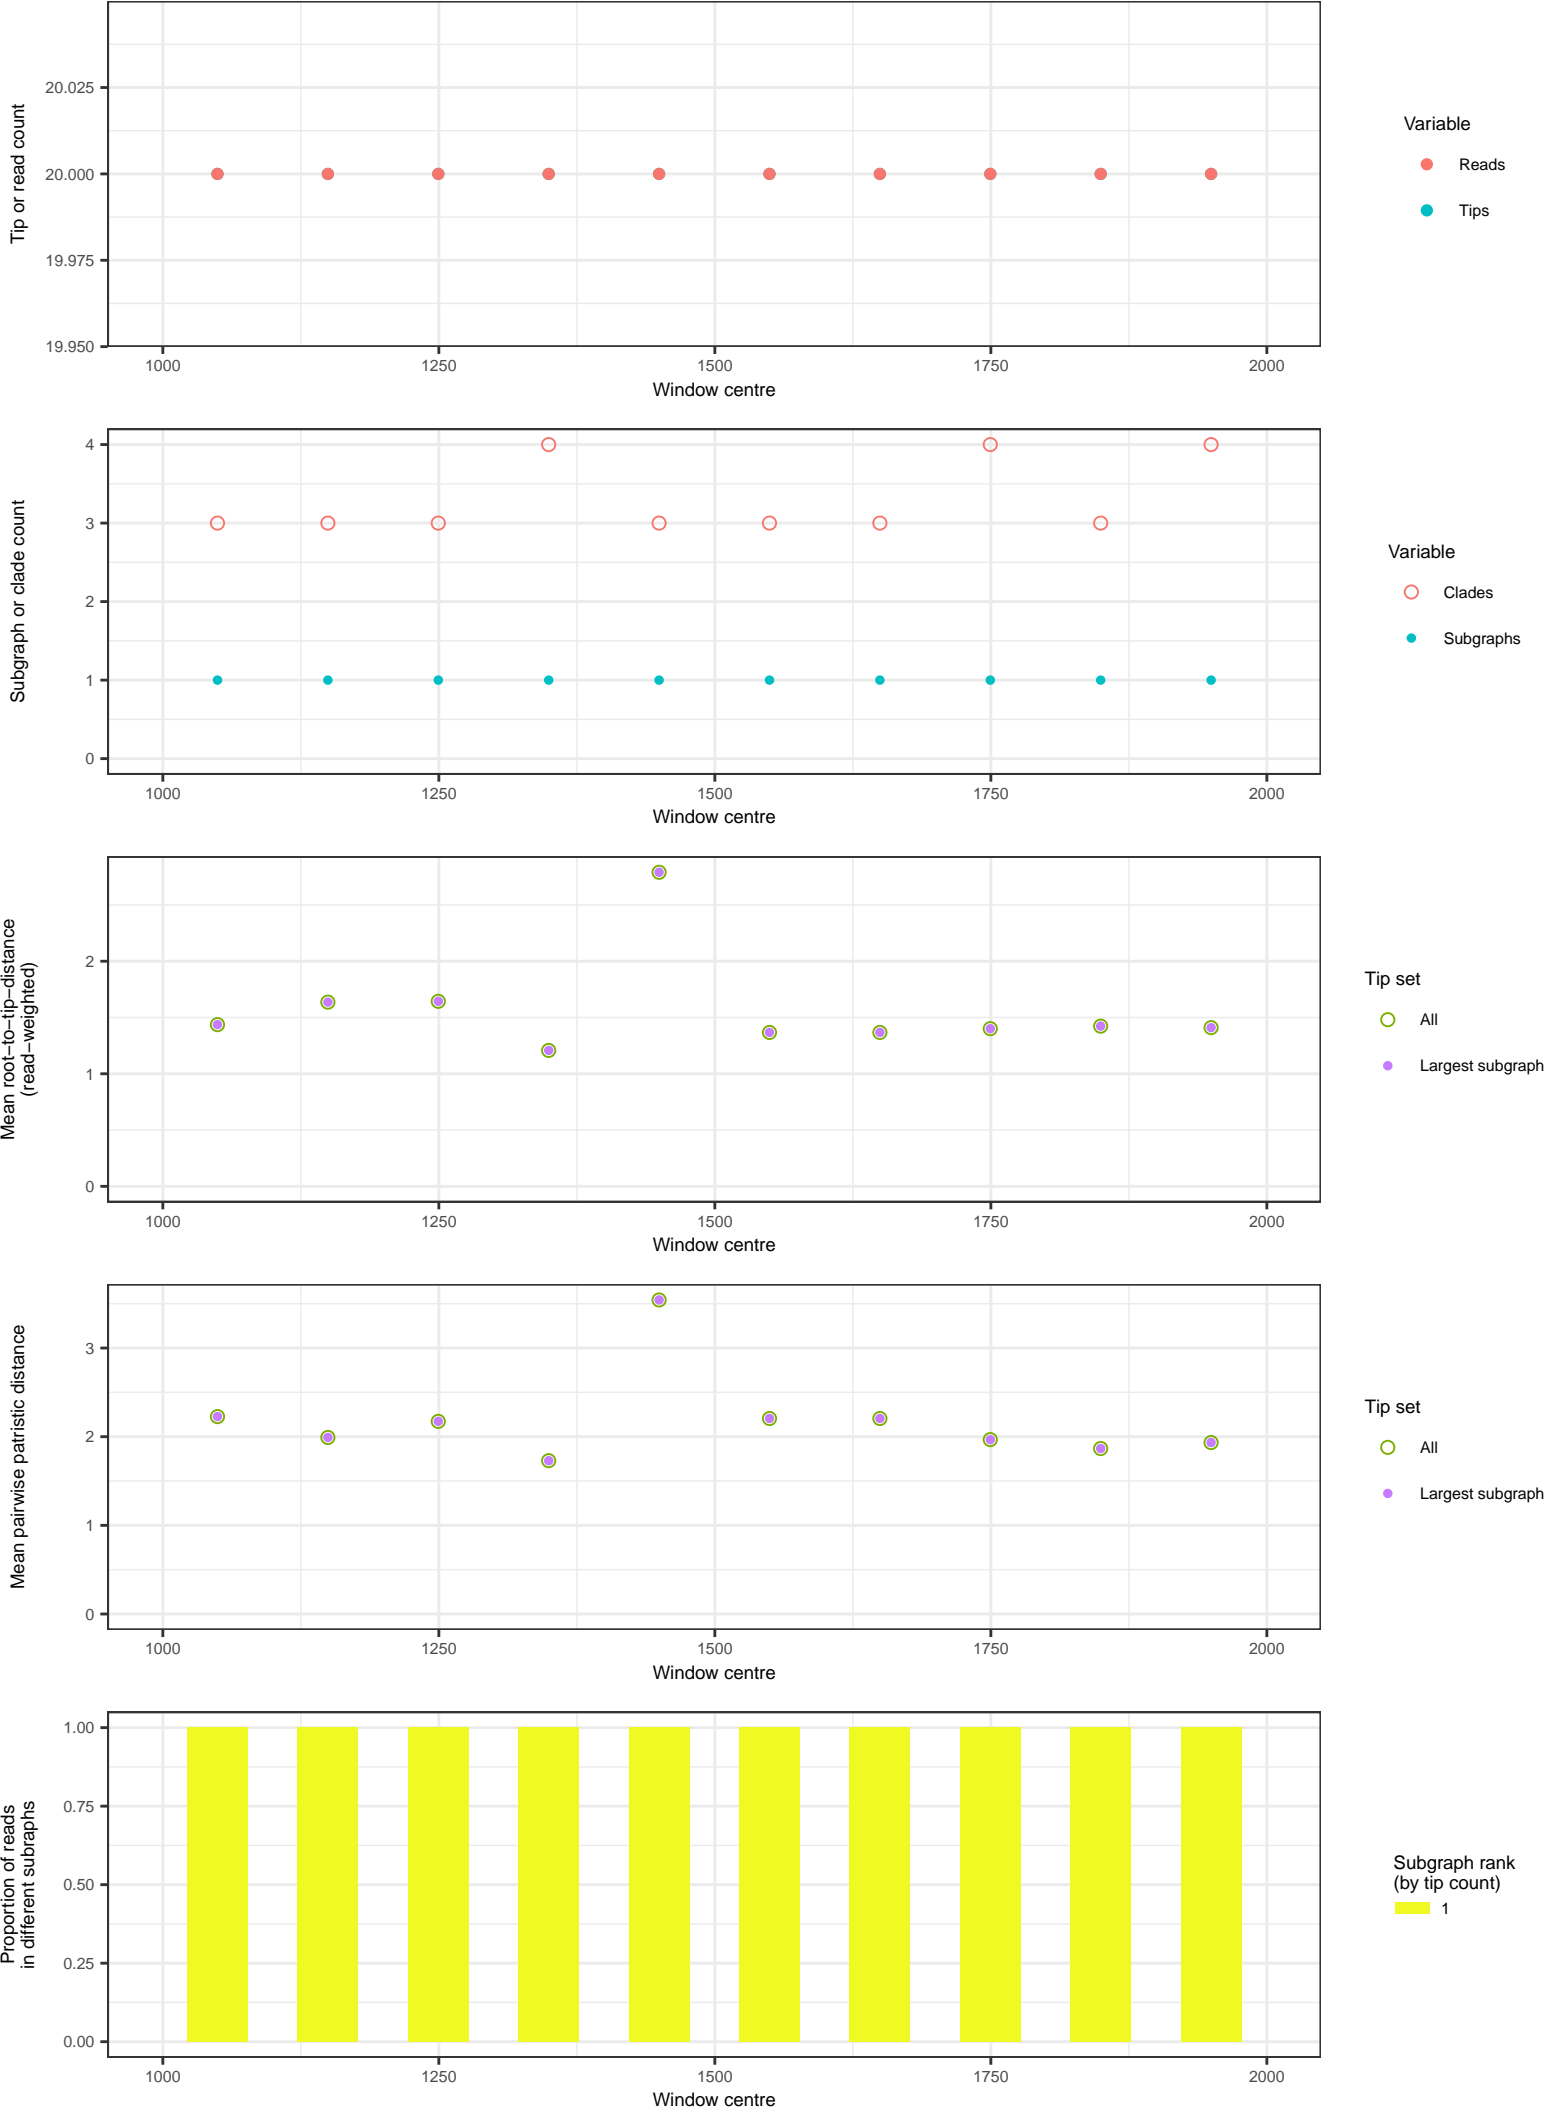 Tip or read count
20.025
20.000
19.975
19.950
1000 1250 1500 1750 2000
Window centre
Variable
Reads
Tips
Subgraph or clade count
4
3
2
1
0
1000 1250 1500 1750 2000
Window centre
Variable
Clades
Subgraphs
Mean root−to−tip−distance
(read−weighted)
2
1
0
1000 1250 1500 1750 2000
Window centre
Tip set
All
Largest subgraph
Mean pairwise patristic distance
3
2
1
0
1000 1250 1500 1750 2000
Window centre
Tip set
All
Largest subgraph
Proportion of reads
in different subraphs
1.00
0.75
0.50
0.25
0.00
1000 1250 1500 1750 2000
Window centre
Subgraph rank
(by tip count)
1